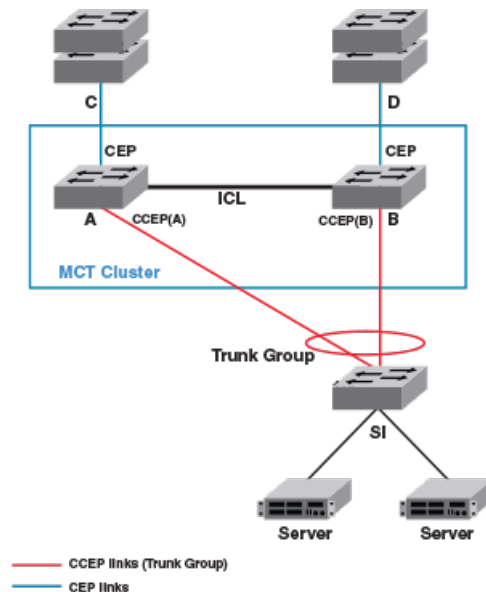 C
D
CEP
CEP
ICL
A
CCEP(A)
CCEP(B)
B
MCT Cluster
Trunk Group
SI
Server
Server
CCEP links (Trunk Group)
CEP links